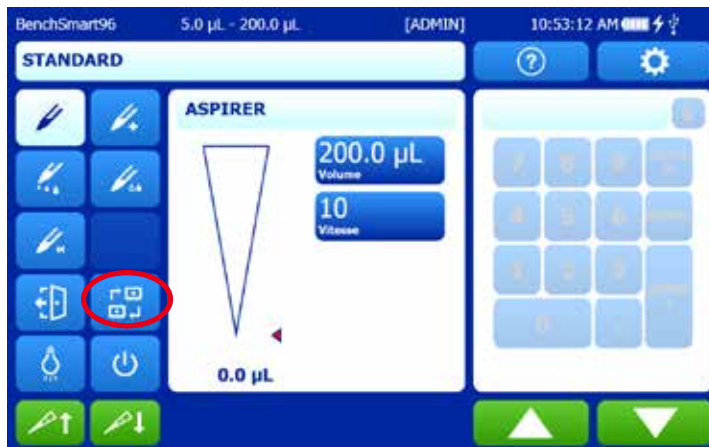 BenchSmart96 5.0 µL - 200.0 µL [ADMIN] 10:53:12 AM
STANDARD ?
ASPIRER
200.0 µL
Volume
10
Vitesse
0.0 µL